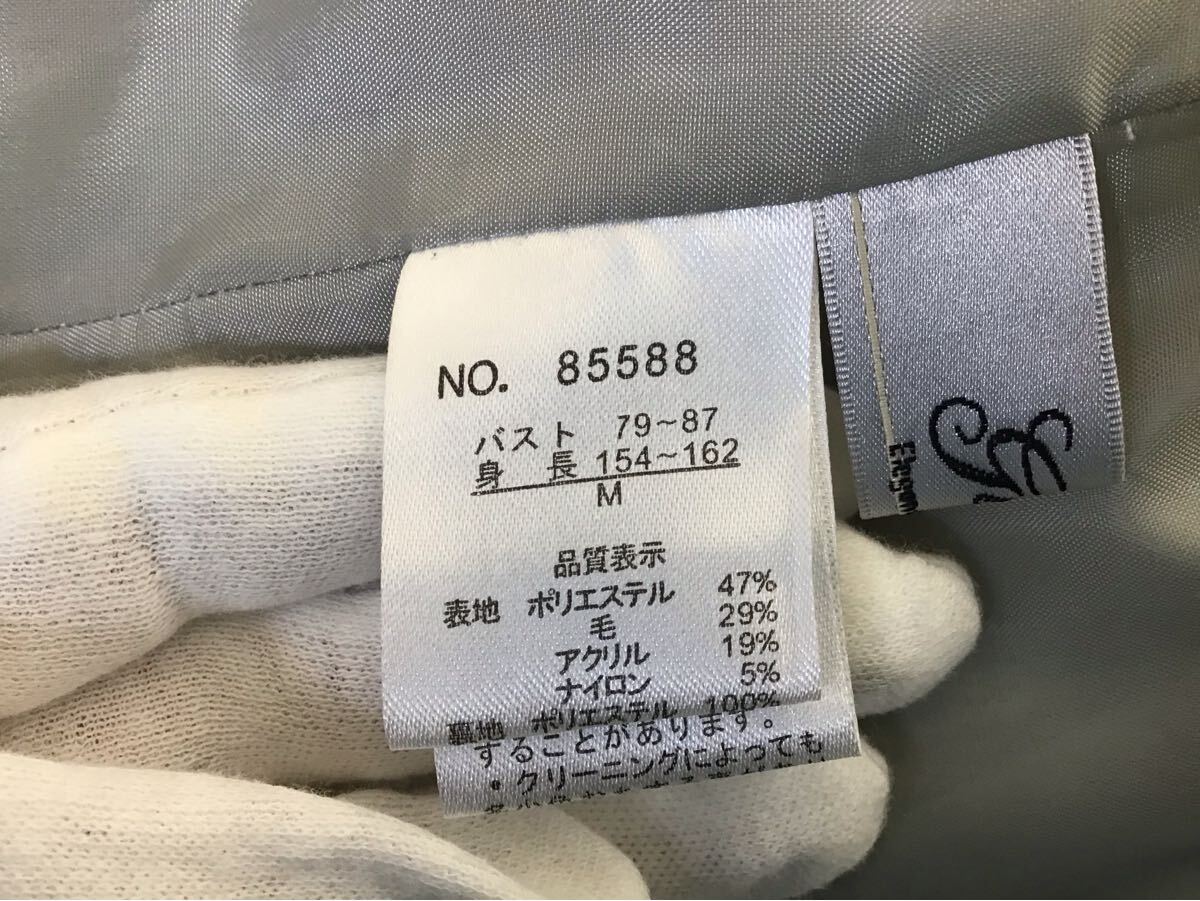 NO. 85588
バスト 79~87
身長 154~162
M
品質表示
表地 ポリエステル 47%
毛 29%
アクリル 19%
ナイロン 5%
裏地 ポリエステル 100%
することがあります。
・クリーニングによっても